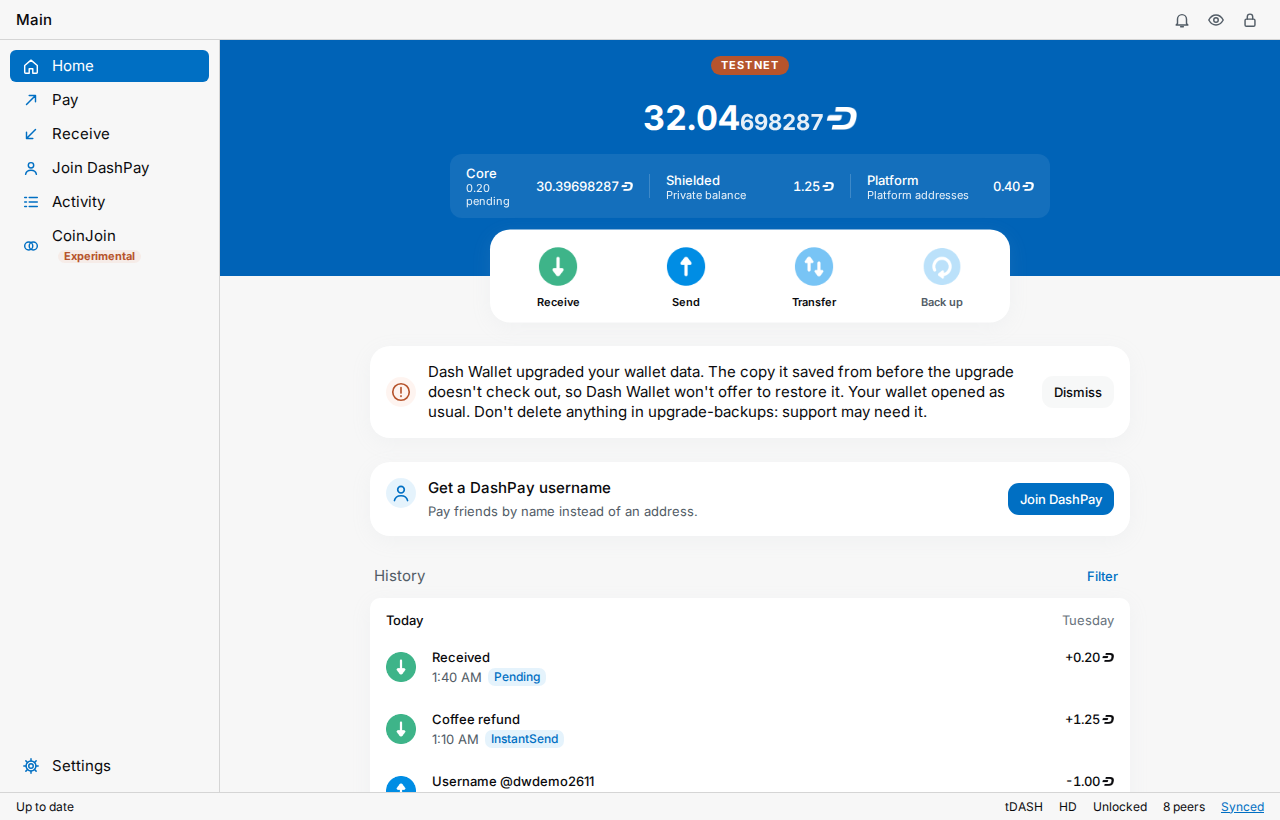 Main
Home
Pay
Receive
Join DashPay
Activity
CoinJoin
Experimental
Settings
TESTNET
32.04698287
Core
0.20
pending
30.39698287
Shielded
Private balance
1.25
Platform
Platform addresses
0.40
Receive
Send
Transfer
Back up
Dash Wallet upgraded your wallet data. The copy it saved from before the upgrade
doesn't check out, so Dash Wallet won't offer to restore it. Your wallet opened as
usual. Don't delete anything in upgrade-backups: support may need it.
Dismiss
Get a DashPay username
Pay friends by name instead of an address.
Join DashPay
History
Filter
Today
Tuesday
Received
+0.20
1:40 AM Pending
Coffee refund
+1.25
1:10 AM InstantSend
Username @dwdemo2611
-1.00
Up to date
tDASH HD Unlocked 8 peers Synced